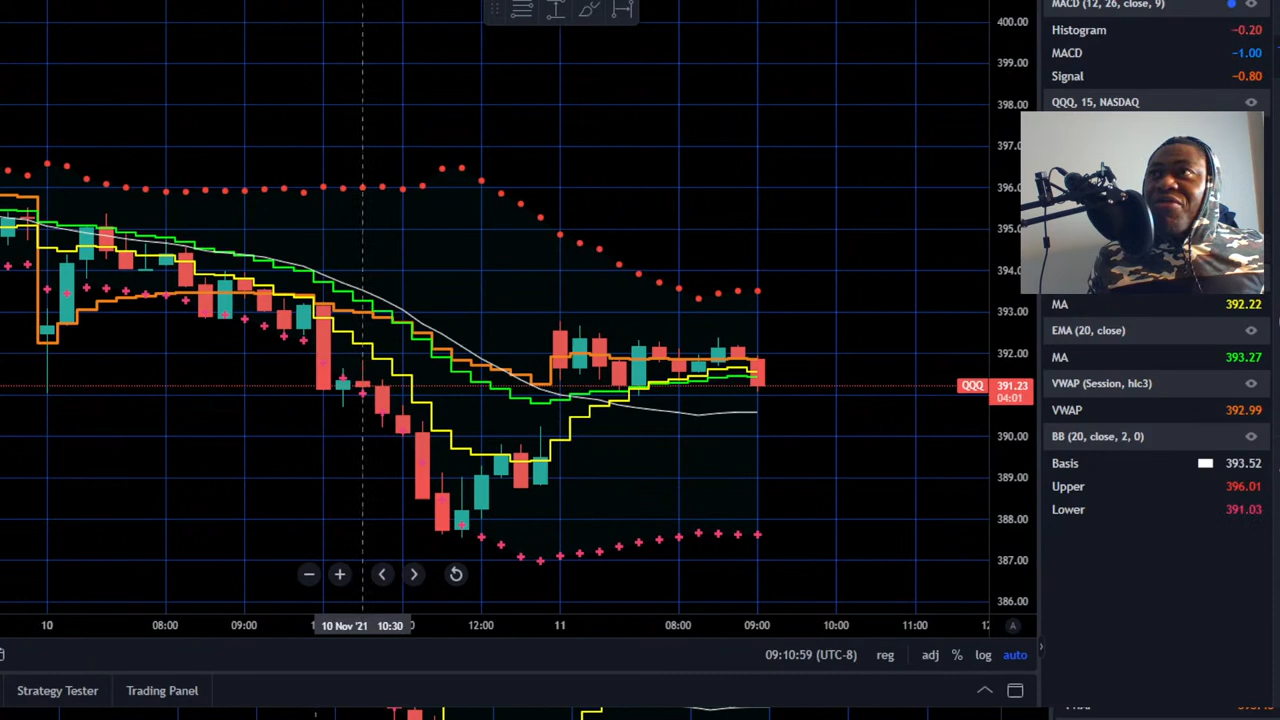 MACD (12, 26, close, 9)
Histogram −0.20
MACD −1.00
Signal −0.80
QQQ, 15, NASDAQ
MA 392.22
EMA (20, close)
MA 393.27
VWAP (Session, hlc3)
VWAP 392.99
BB (20, close, 2, 0)
Basis 393.52
Upper 396.01
Lower 391.03
400.00
399.00
398.00
397.00
396.00
395.00
394.00
393.00
392.00
QQQ 391.23
04:01
390.00
389.00
388.00
387.00
386.00
10 08:00 09:00 10 Nov '21 10:30 12:00 11 08:00 09:00 10:00 11:00 A
09:10:59 (UTC-8) reg adj % log auto
Strategy Tester Trading Panel